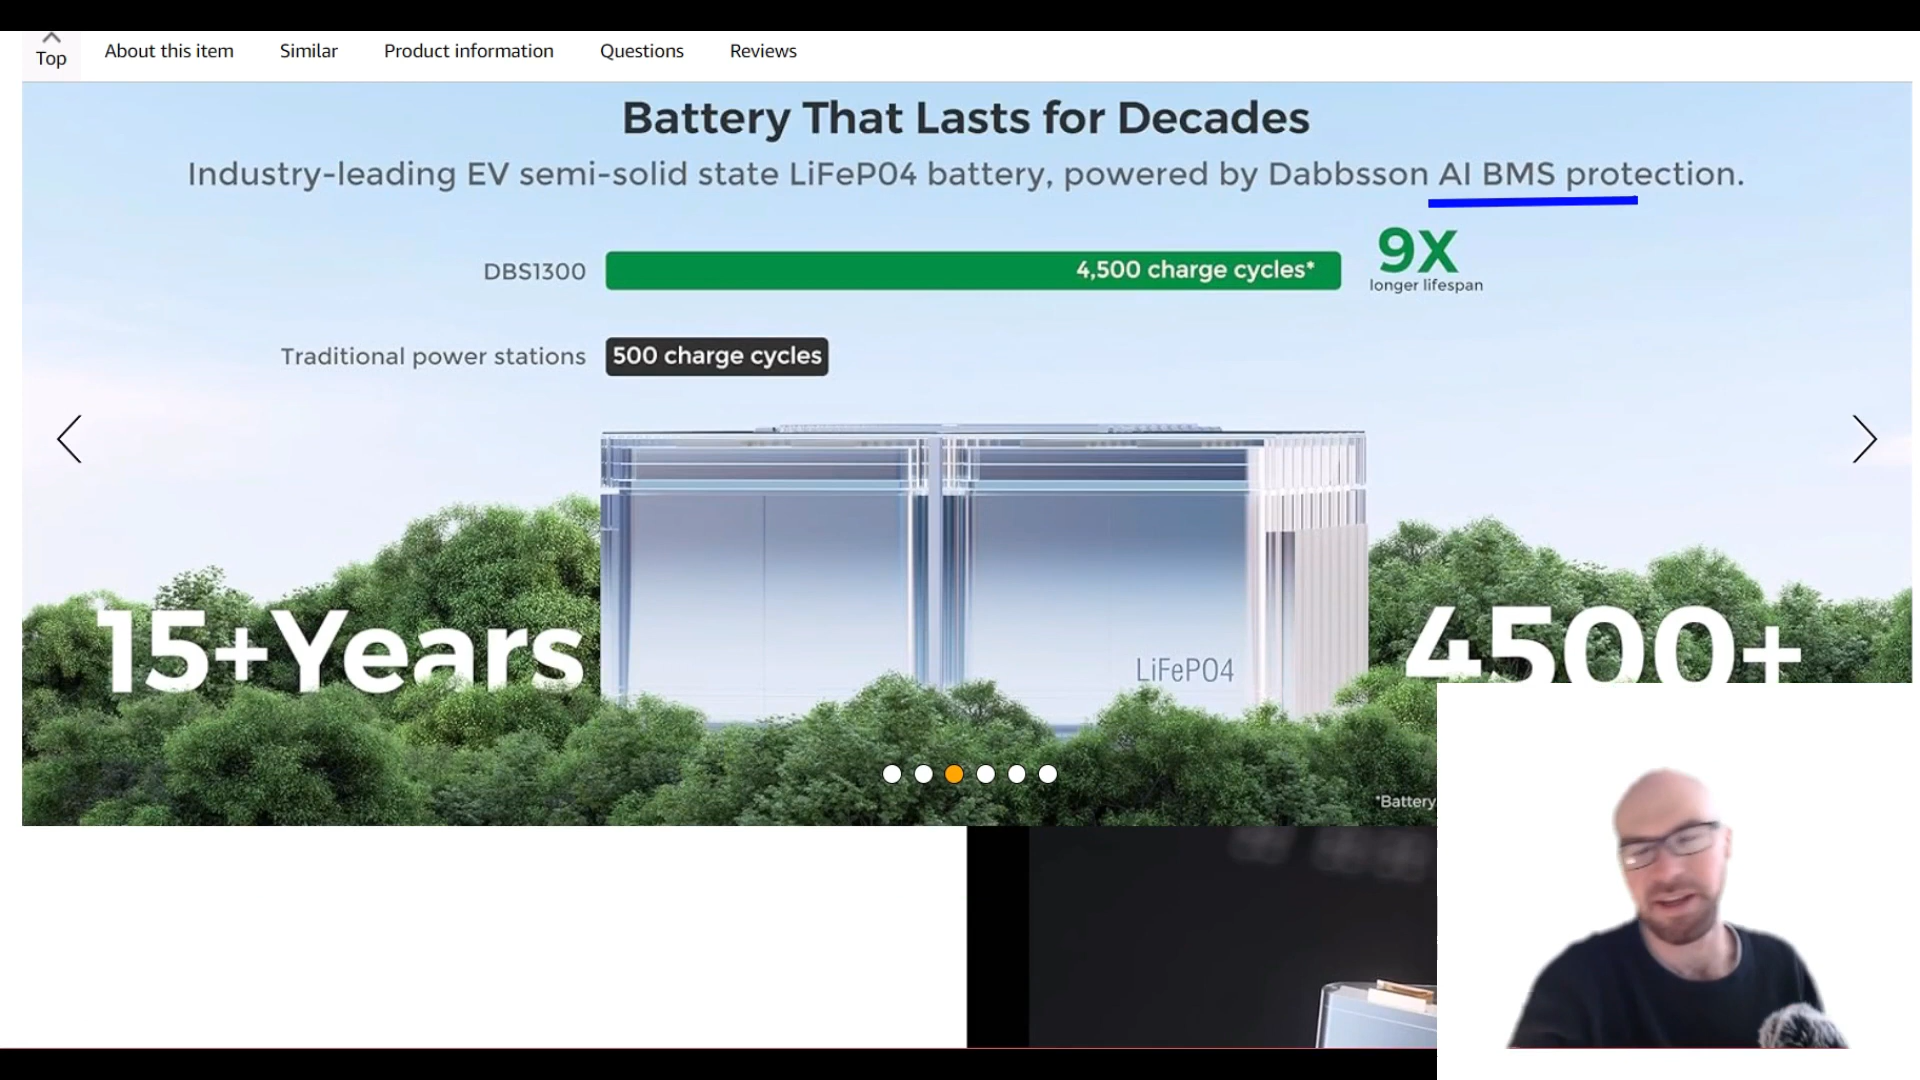 Top
About this item
Similar
Product information
Questions
Reviews
Battery That Lasts for Decades
Industry-leading EV semi-solid state LiFeP04 battery, powered by Dabbsson AI BMS protection.
DBS1300
4,500 charge cycles*
9X
longer lifespan
Traditional power stations
500 charge cycles
LiFeP04
15+Years
4500+
*Battery